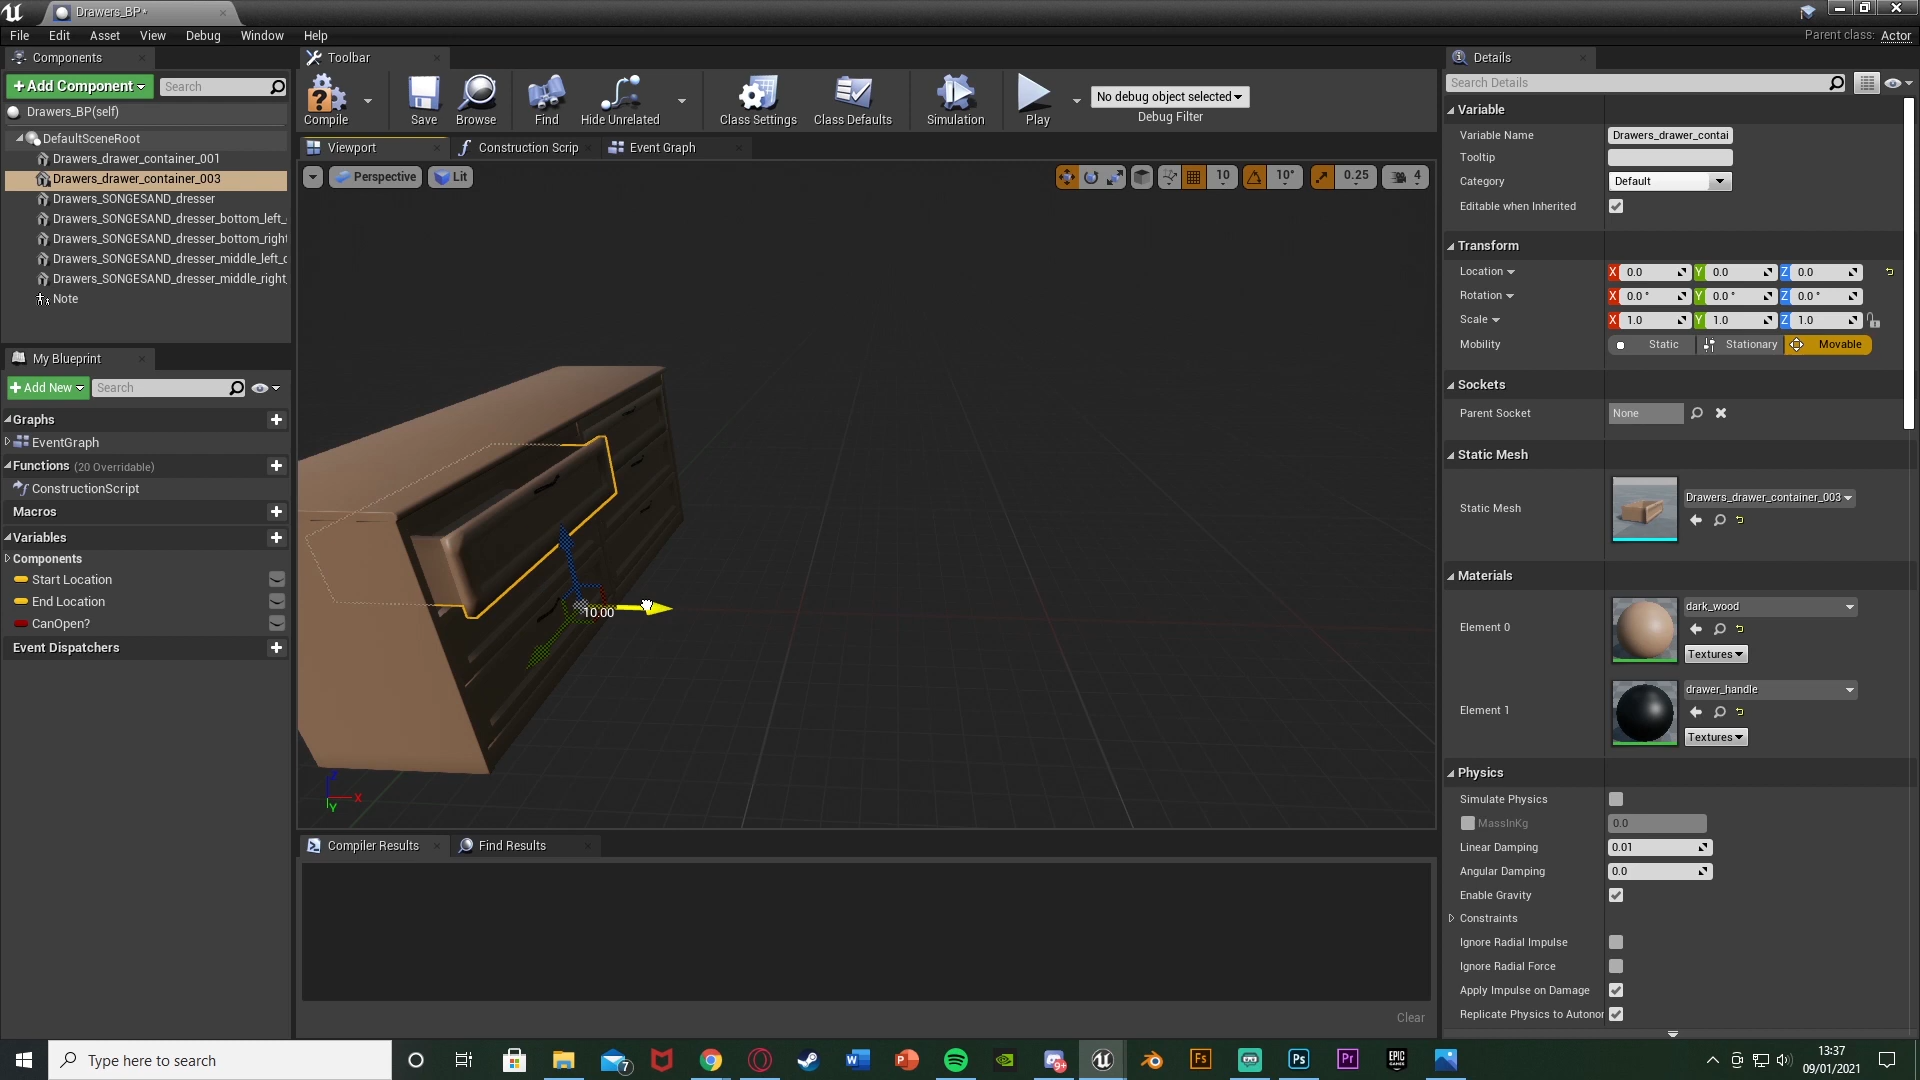 Drawers_BP*
File Edit Asset View Debug Window Help
Parent class: Actor
Components
+Add Component
Search
Drawers_BP(self)
DefaultSceneRoot
Drawers_drawer_container_001
Drawers_drawer_container_003
Drawers_SONGESAND_dresser
Drawers_SONGESAND_dresser_bottom_left_
Drawers_SONGESAND_dresser_bottom_right
Drawers_SONGESAND_dresser_middle_left_
Drawers_SONGESAND_dresser_middle_right_
Note
My Blueprint
+Add New
Search
Graphs
EventGraph
Functions (20 Overridable)
ConstructionScript
Macros
Variables
Components
Start Location
End Location
CanOpen?
Event Dispatchers
Toolbar
Compile
Save
Browse
Find
Hide Unrelated
Class Settings
Class Defaults
Simulation
Play
No debug object selected
Debug Filter
Viewport
Construction Scrip
Event Graph
Perspective
Lit
10
10°
0.25
4
10.00
X
Y
Compiler Results
Find Results
Clear
Details
Search Details
Variable
Variable Name Drawers_drawer_contai
Tooltip
Category Default
Editable when Inherited
Transform
Location X 0.0 Y 0.0 Z 0.0
Rotation X 0.0 ° Y 0.0 ° Z 0.0 °
Scale X 1.0 Y 1.0 Z 1.0
Mobility Static Stationary Movable
Sockets
Parent Socket None
Static Mesh
Static Mesh Drawers_drawer_container_003
Materials
Element 0 dark_wood
Textures
Element 1 drawer_handle
Textures
Physics
Simulate Physics
MassInKg 0.0
Linear Damping 0.01
Angular Damping 0.0
Enable Gravity
Constraints
Ignore Radial Impulse
Ignore Radial Force
Apply Impulse on Damage
Replicate Physics to Autonor
Type here to search
7
9+
Fs
Ps
Pr
EPIC GAMES
13:37
09/01/2021